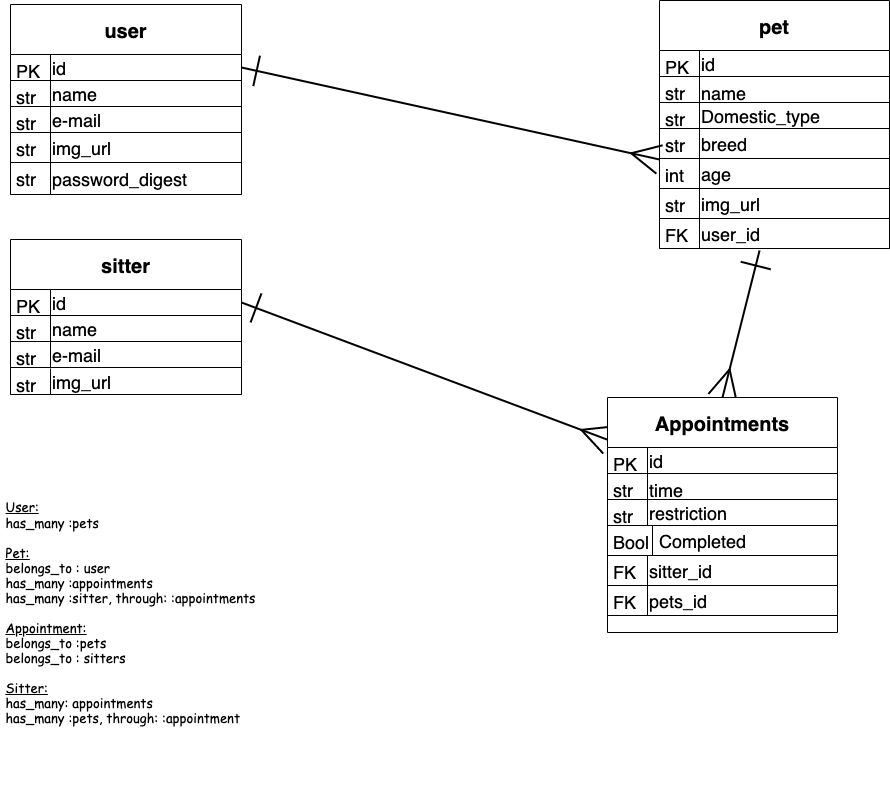 user
PK id
str name
str e-mail
str img_url
str password_digest
pet
PK id
str name
str Domestic_type
str breed
int age
str img_url
FK user_id
sitter
PK id
str name
str e-mail
str img_url
Appointments
PK id
str time
str restriction
Bool Completed
FK sitter_id
FK pets_id
User:
has_many :pets
Pet:
belongs_to : user
has_many :appointments
has_many :sitter, through: :appointments
Appointment:
belongs_to :pets
belongs_to : sitters
Sitter:
has_many: appointments
has_many :pets, through: :appointment